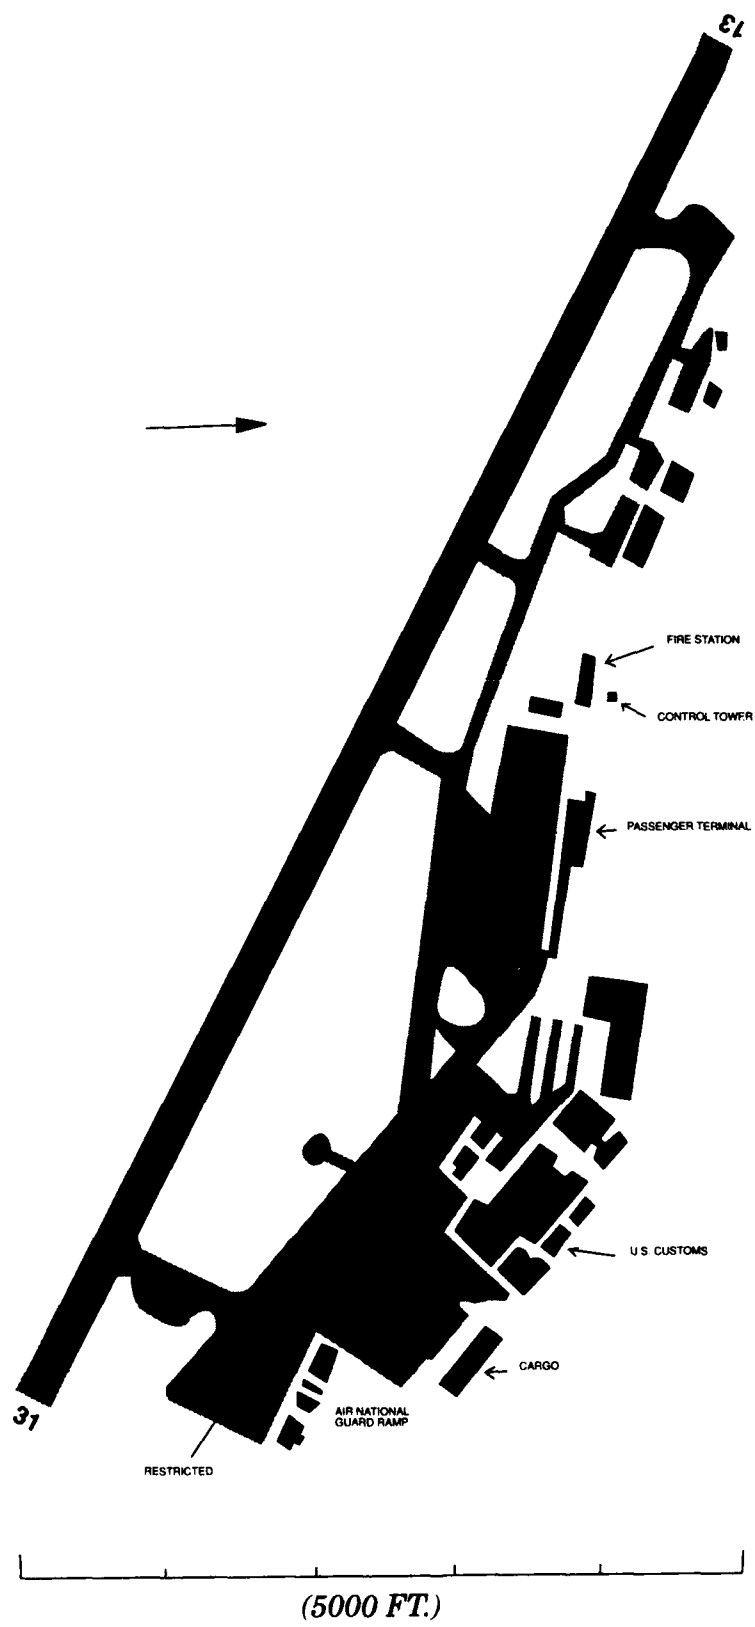 13
FIRE STATION
CONTROL TOWER
PASSENGER TERMINAL
U.S. CUSTOMS
CARGO
AIR NATIONAL
GUARD RAMP
31
RESTRICTED
(5000 FT.)